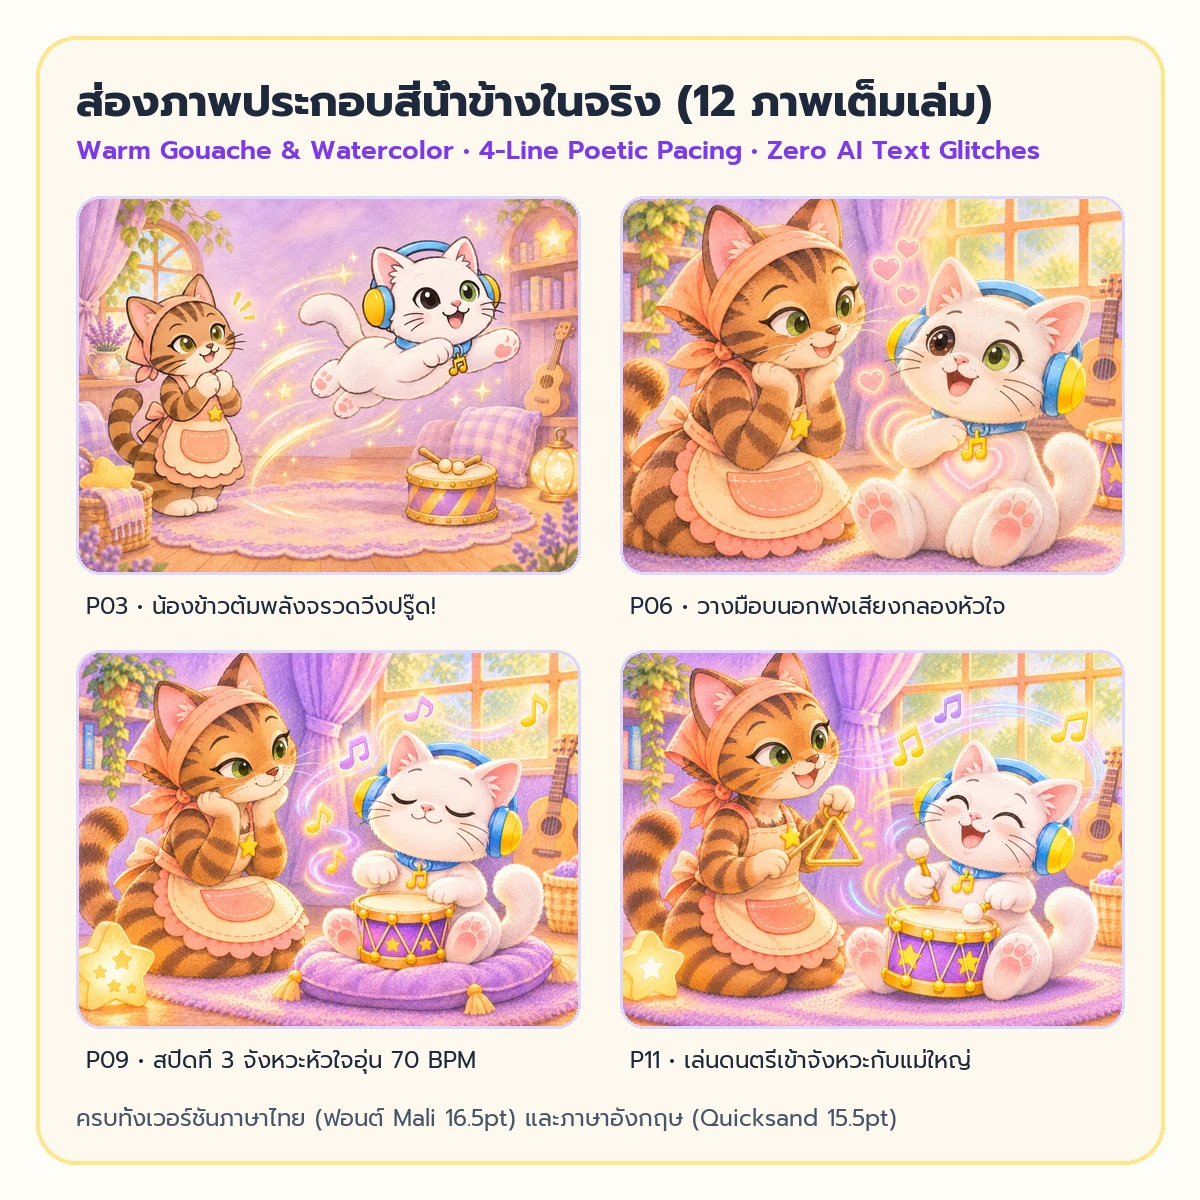 ส่องภาพประกอบสีน้ำข้างในจริง (12 ภาพเต็มเล่ม)
Warm Gouache & Watercolor · 4-Line Poetic Pacing · Zero AI Text Glitches
P03 · น้องข้าวต้มพลังจรวดวิ่งปรู๊ด!
P06 · วางมือบนอกฟังเสียงกลองหัวใจ
P09 · สปีดที่ 3 จังหวะหัวใจอุ่น 70 BPM
P11 · เล่นดนตรีเข้าจังหวะกับแม่ใหญ่
ครบทั้งเวอร์ชันภาษาไทย (ฟอนต์ Mali 16.5pt) และภาษาอังกฤษ (Quicksand 15.5pt)